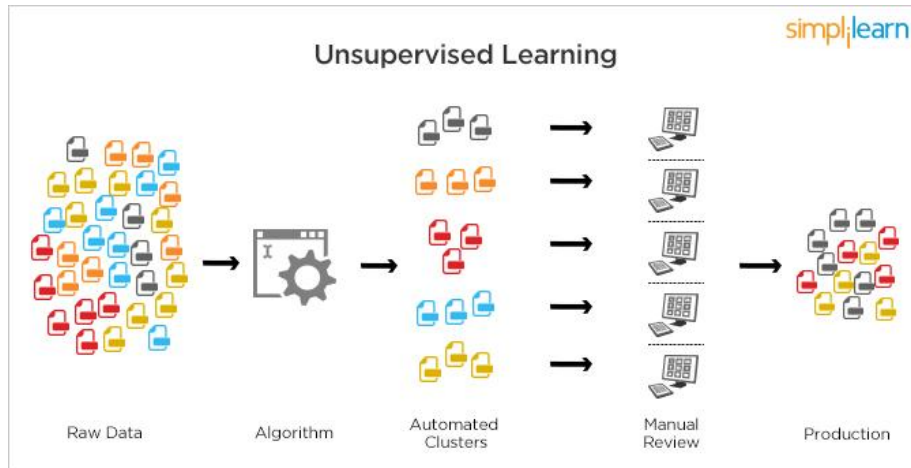 simplilearn
Unsupervised Learning
Raw Data
Algorithm
Automated
Clusters
Manual
Review
Production